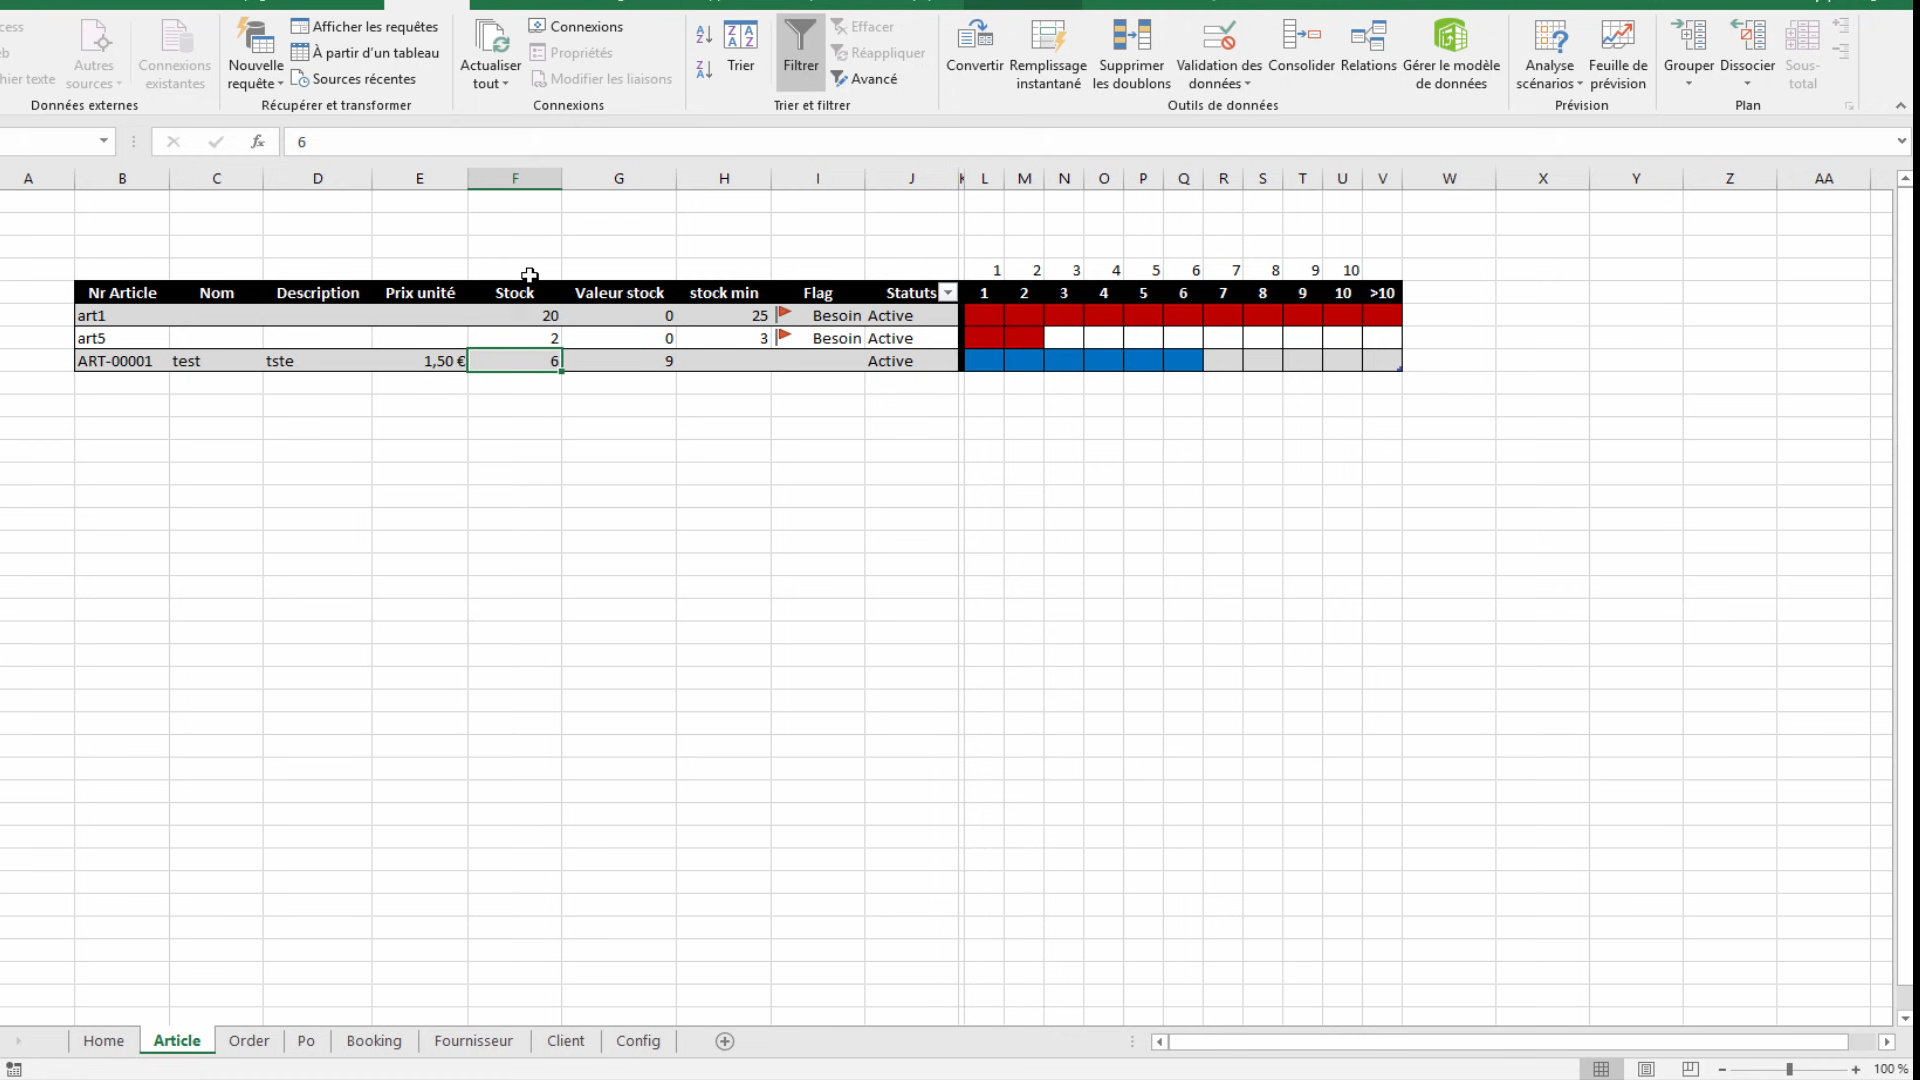 cess
eb
hier texte
Autres
sources
Connexions
existantes
Données externes
Nouvelle
requête
Afficher les requêtes
À partir d'un tableau
Sources récentes
Récupérer et transformer
Actualiser
tout
Connexions
Propriétés
Modifier les liaisons
Connexions
Trier
Filtrer
Effacer
Réappliquer
Avancé
Trier et filtrer
Convertir
Remplissage
instantané
Supprimer
les doublons
Validation des
données
Consolider
Relations
Gérer le modèle
de données
Outils de données
Analyse
scénarios
Feuille de
prévision
Prévision
Grouper
Dissocier
Sous-
total
Plan
fx 6
A B C D E F G H I J K L M N O P Q R S T U V W X Y Z AA
1 2 3 4 5 6 7 8 9 10
Nr Article Nom Description Prix unité Stock Valeur stock stock min Flag Statuts 1 2 3 4 5 6 7 8 9 10 >10
art1 20 0 25 Besoin Active
art5 2 0 3 Besoin Active
ART-00001 test tste 1,50 € 6 9 Active
Home Article Order Po Booking Fournisseur Client Config
100 %